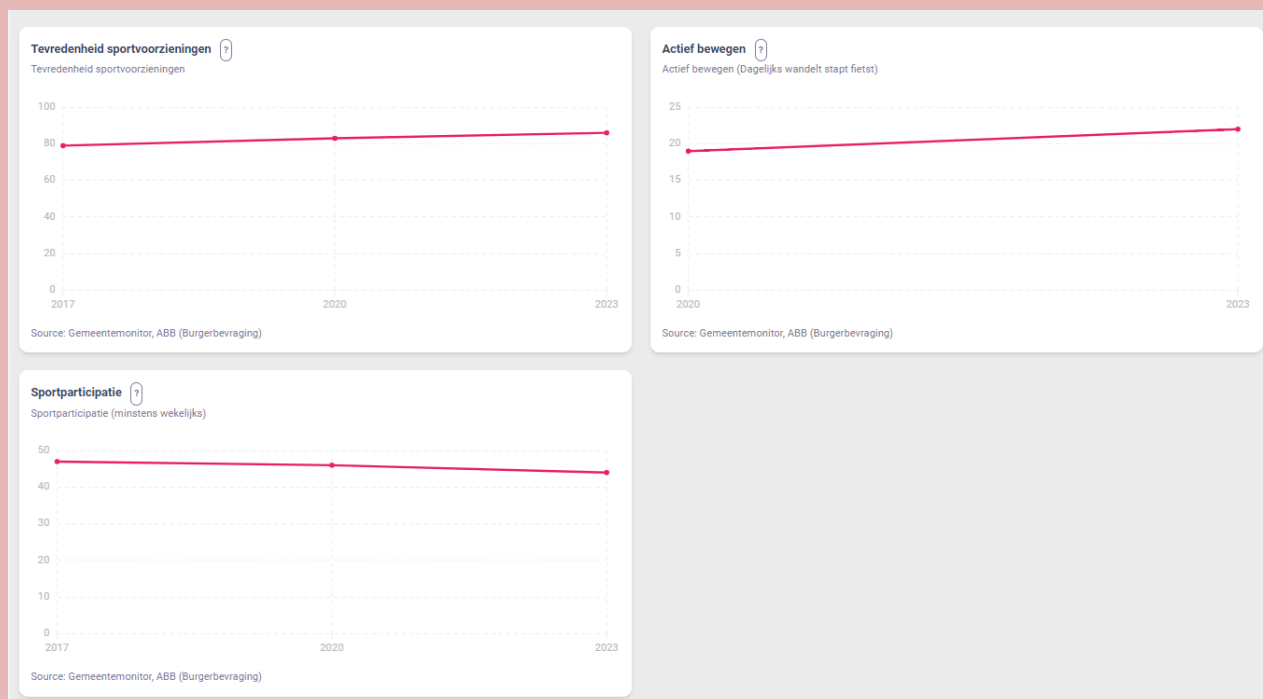 Tevredenheid sportvoorzieningen ?
Tevredenheid sportvoorzieningen
100
80
60
40
20
0
2017 2020 2023
Source: Gemeentemonitor, ABB (Burgerbevraging)
Actief bewegen ?
Actief bewegen (Dagelijks wandelt stapt fietst)
25
20
15
10
5
0
2020 2023
Source: Gemeentemonitor, ABB (Burgerbevraging)
Sportparticipatie ?
Sportparticipatie (minstens wekelijks)
50
40
30
20
10
0
2017 2020 2023
Source: Gemeentemonitor, ABB (Burgerbevraging)